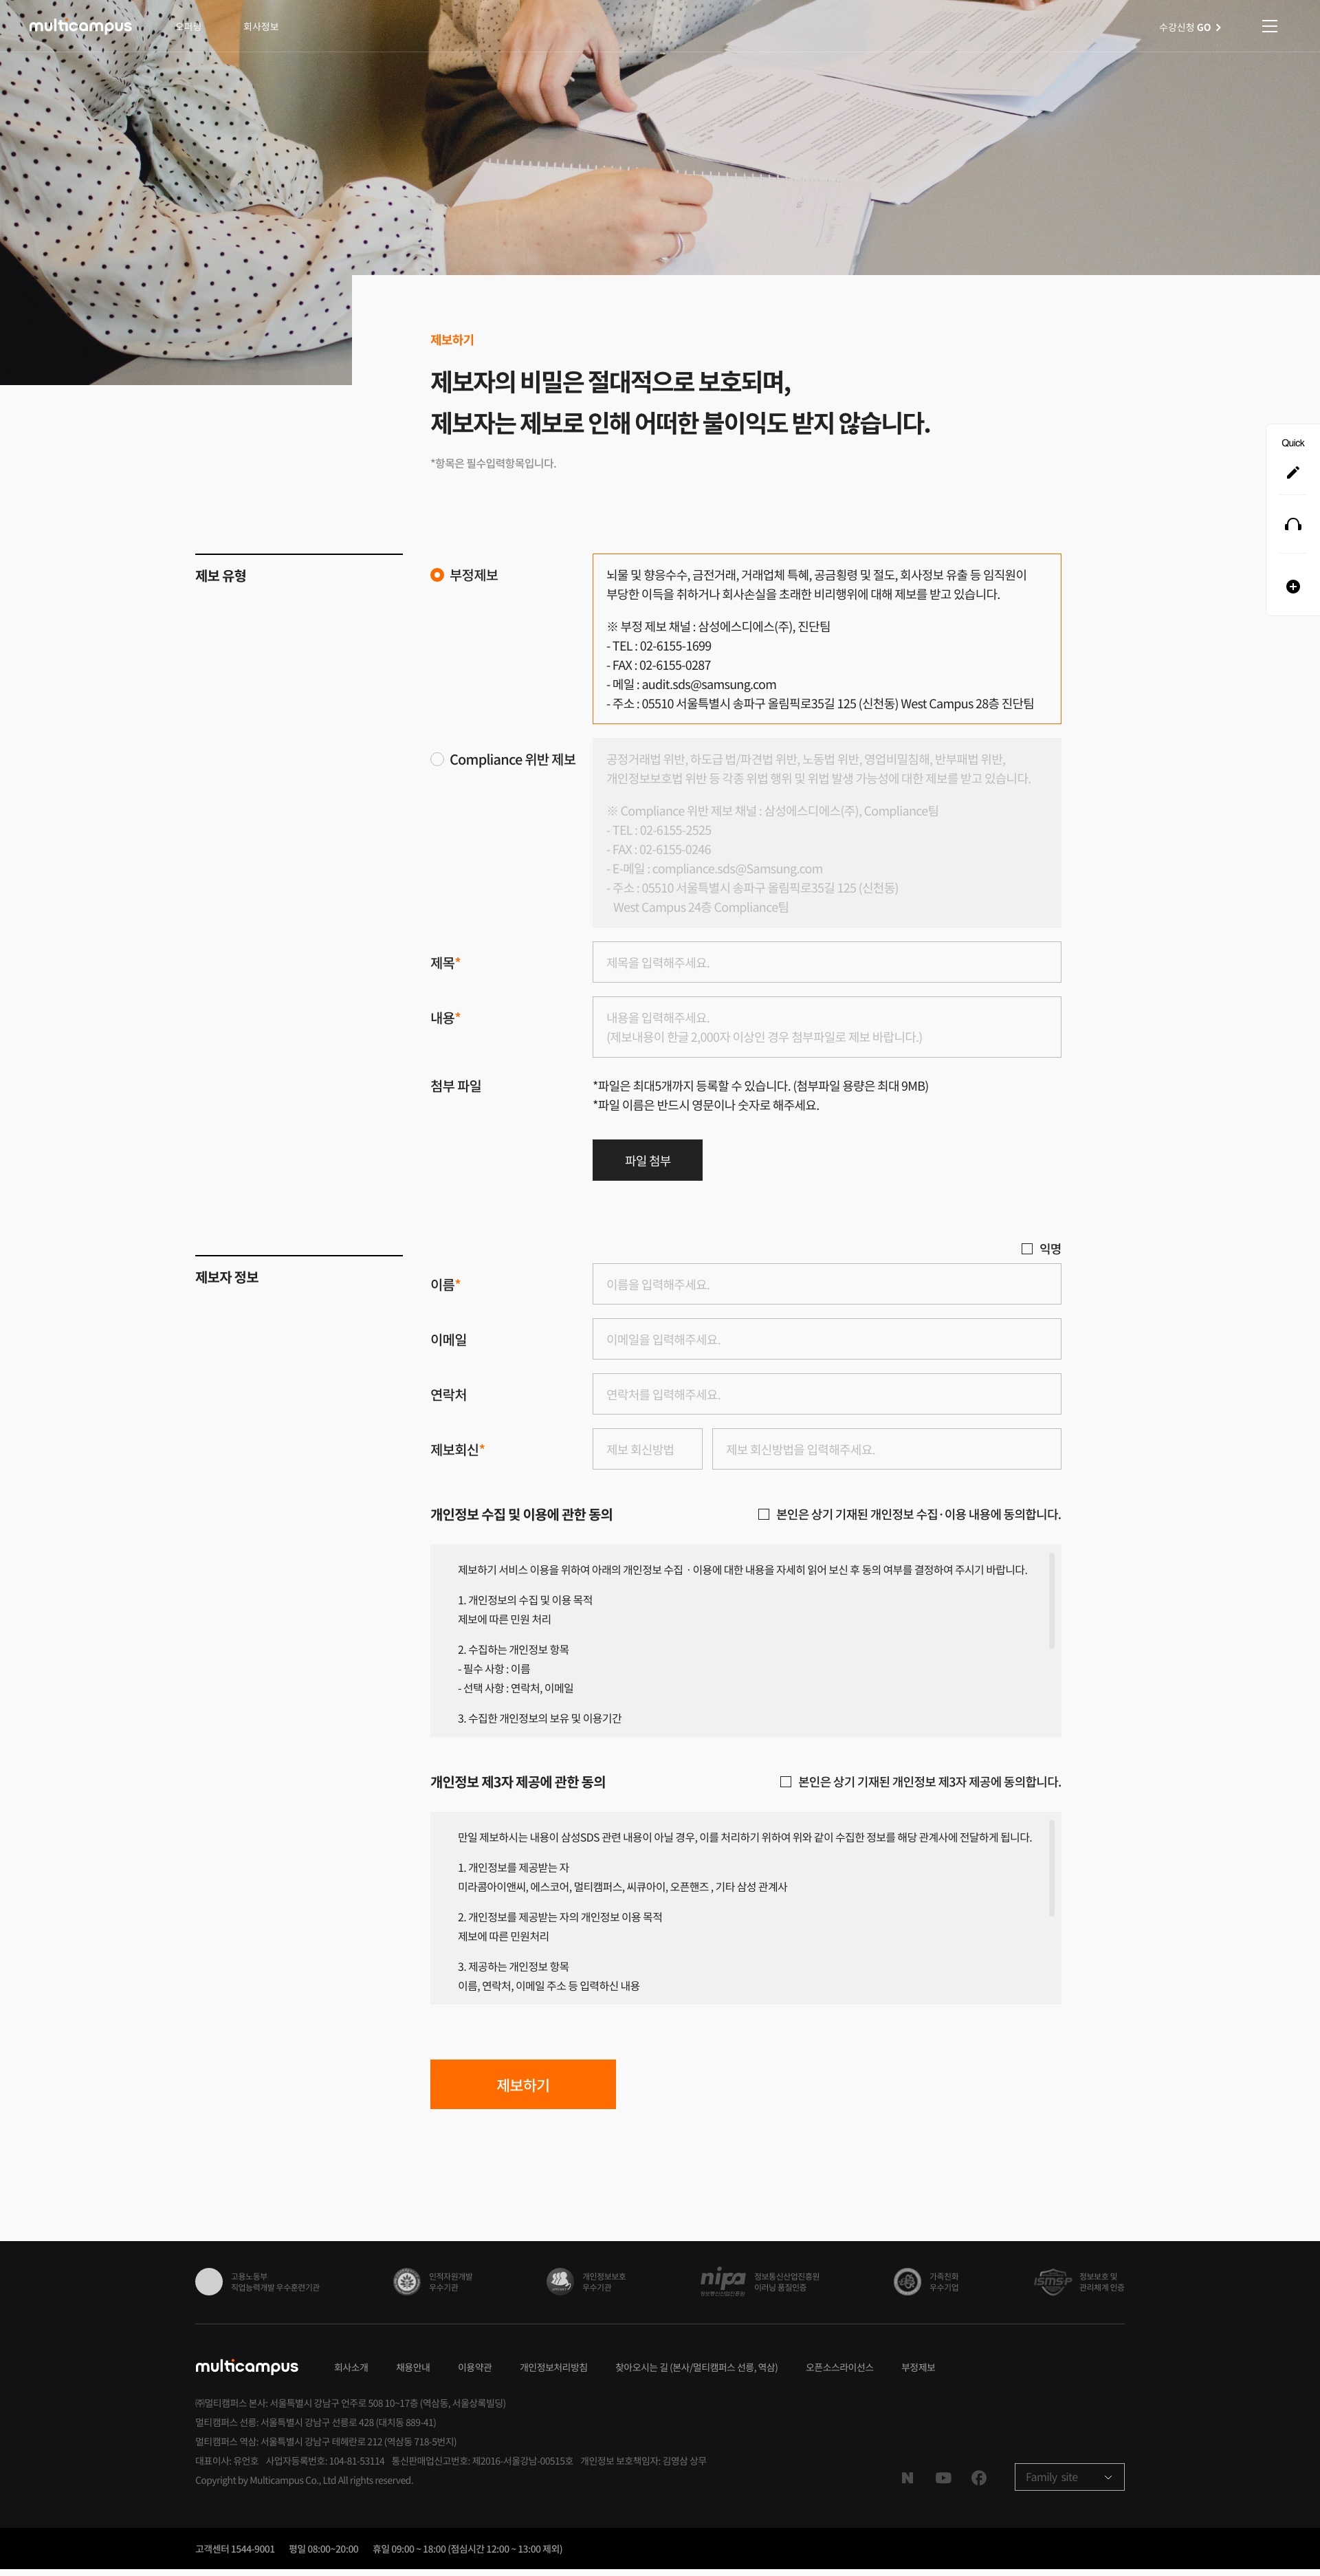 multicampus
오퍼링
회사정보
수강신청 GO
제보하기
제보자의 비밀은 절대적으로 보호되며,
제보자는 제보로 인해 어떠한 불이익도 받지 않습니다.
*항목은 필수입력항목입니다.
Quick
제보 유형
부정제보
뇌물 및 향응수수, 금전거래, 거래업체 특혜, 공금횡령 및 절도, 회사정보 유출 등 임직원이
부당한 이득을 취하거나 회사손실을 초래한 비리행위에 대해 제보를 받고 있습니다.
※ 부정 제보 채널 : 삼성에스디에스(주), 진단팀
- TEL : 02-6155-1699
- FAX : 02-6155-0287
- 메일 : audit.sds@samsung.com
- 주소 : 05510 서울특별시 송파구 올림픽로35길 125 (신천동) West Campus 28층 진단팀
Compliance 위반 제보
공정거래법 위반, 하도급 법/파견법 위반, 노동법 위반, 영업비밀침해, 반부패법 위반,
개인정보보호법 위반 등 각종 위법 행위 및 위법 발생 가능성에 대한 제보를 받고 있습니다.
※ Compliance 위반 제보 채널 : 삼성에스디에스(주), Compliance팀
- TEL : 02-6155-2525
- FAX : 02-6155-0246
- E-메일 : compliance.sds@Samsung.com
- 주소 : 05510 서울특별시 송파구 올림픽로35길 125 (신천동)
West Campus 24층 Compliance팀
제목*
제목을 입력해주세요.
내용*
내용을 입력해주세요.
(제보내용이 한글 2,000자 이상인 경우 첨부파일로 제보 바랍니다.)
첨부 파일
*파일은 최대5개까지 등록할 수 있습니다. (첨부파일 용량은 최대 9MB)
*파일 이름은 반드시 영문이나 숫자로 해주세요.
파일 첨부
익명
제보자 정보
이름*
이름을 입력해주세요.
이메일
이메일을 입력해주세요.
연락처
연락처를 입력해주세요.
제보회신*
제보 회신방법
제보 회신방법을 입력해주세요.
개인정보 수집 및 이용에 관한 동의
본인은 상기 기재된 개인정보 수집·이용 내용에 동의합니다.
제보하기 서비스 이용을 위하여 아래의 개인정보 수집ㆍ이용에 대한 내용을 자세히 읽어 보신 후 동의 여부를 결정하여 주시기 바랍니다.
1. 개인정보의 수집 및 이용 목적
제보에 따른 민원 처리
2. 수집하는 개인정보 항목
- 필수 사항 : 이름
- 선택 사항 : 연락처, 이메일
3. 수집한 개인정보의 보유 및 이용기간
개인정보 제3자 제공에 관한 동의
본인은 상기 기재된 개인정보 제3자 제공에 동의합니다.
만일 제보하시는 내용이 삼성SDS 관련 내용이 아닐 경우, 이를 처리하기 위하여 위와 같이 수집한 정보를 해당 관계사에 전달하게 됩니다.
1. 개인정보를 제공받는 자
미라콤아이앤씨, 에스코어, 멀티캠퍼스, 씨큐아이, 오픈핸즈 , 기타 삼성 관계사
2. 개인정보를 제공받는 자의 개인정보 이용 목적
제보에 따른 민원처리
3. 제공하는 개인정보 항목
이름, 연락처, 이메일 주소 등 입력하신 내용
제보하기
고용노동부
직업능력개발 우수훈련기관
인적자원개발
우수기관
개인정보보호
우수기관
nipa
정보통신산업진흥원
정보통신산업진흥원
이러닝 품질인증
가족친화
우수기업
ISMS-P
정보보호 및
관리체계 인증
multicampus
회사소개
채용안내
이용약관
개인정보처리방침
찾아오시는 길 (본사/멀티캠퍼스 선릉, 역삼)
오픈소스라이선스
부정제보
㈜멀티캠퍼스 본사: 서울특별시 강남구 언주로 508 10~17층 (역삼동, 서울상록빌딩)
멀티캠퍼스 선릉: 서울특별시 강남구 선릉로 428 (대치동 889-41)
멀티캠퍼스 역삼: 서울특별시 강남구 테헤란로 212 (역삼동 718-5번지)
대표이사: 유연호 사업자등록번호: 104-81-53114 통신판매업신고번호: 제2016-서울강남-00515호 개인정보 보호책임자: 김영삼 상무
Copyright by Multicampus Co., Ltd All rights reserved.
Family site
고객센터 1544-9001 평일 08:00~20:00 휴일 09:00 ~ 18:00 (점심시간 12:00 ~ 13:00 제외)